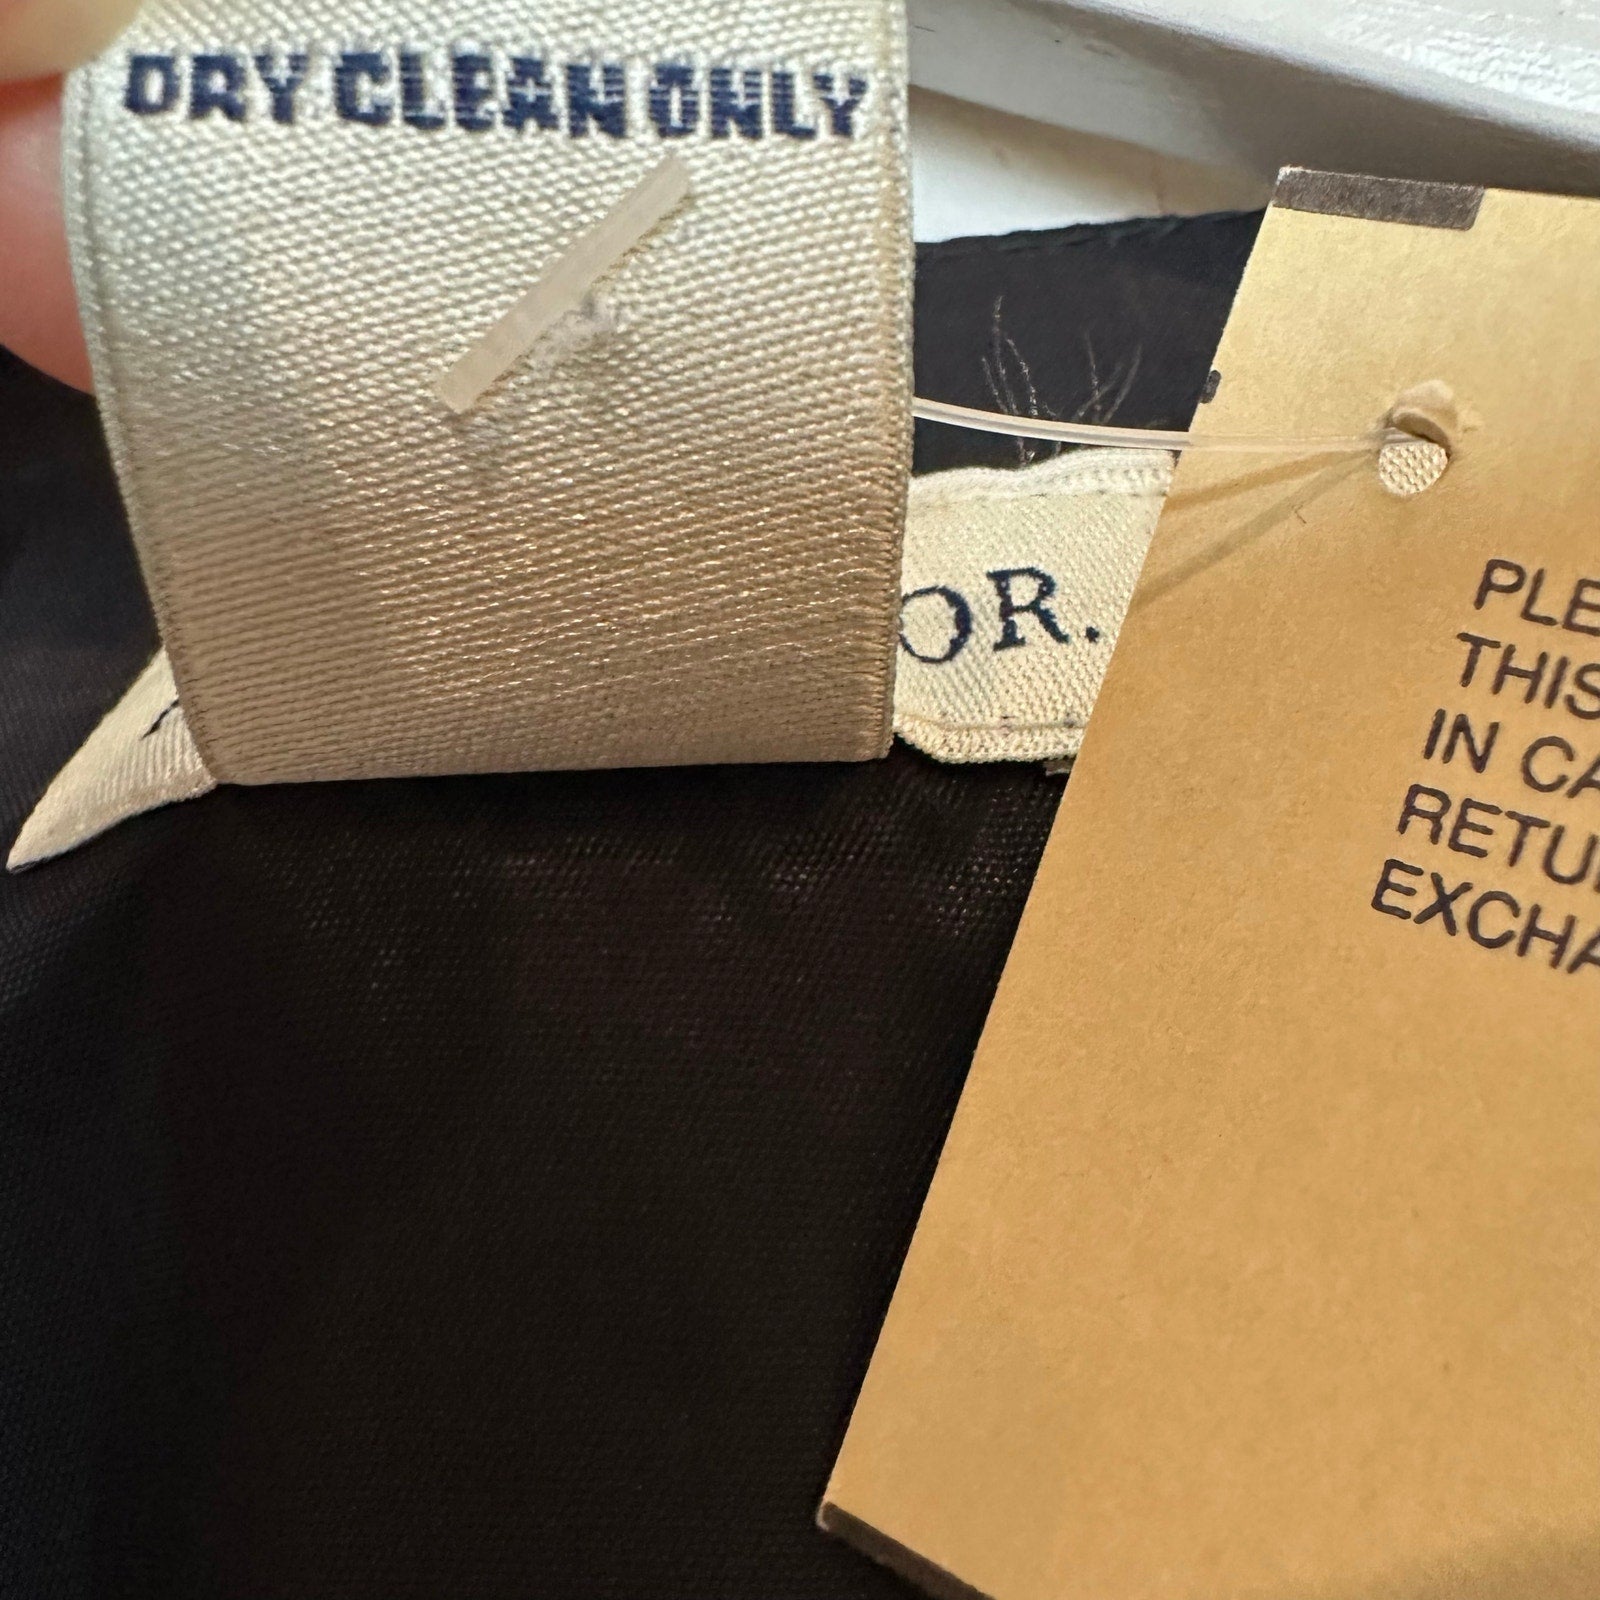 DRY CLEAN ONLY
OR.
PLE
THIS
IN CA
RETU
EXCHA